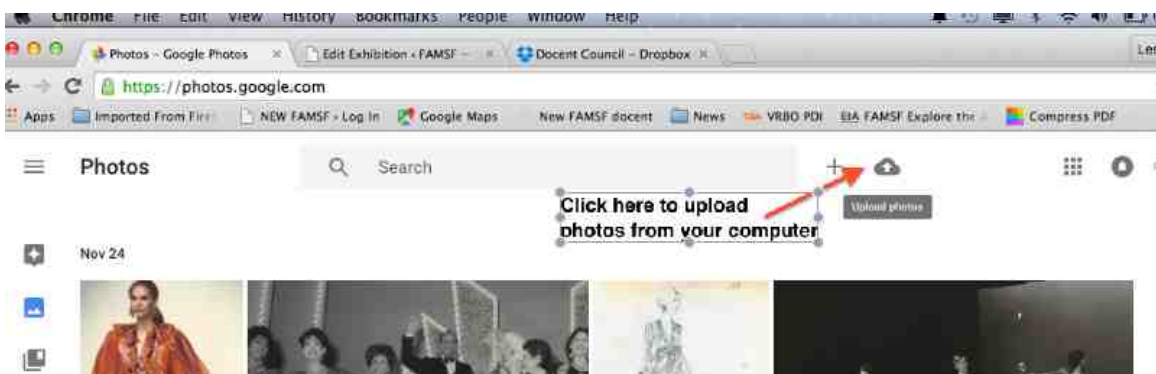 Chrome File Edit View History Bookmarks People Window Help
Photos - Google Photos Edit Exhibition ‹ FAMSF — Docent Council - Dropbox
https://photos.google.com
Apps Imported From NEW FAMSF › Log In Google Maps New FAMSF docent News VRBO PDI EIA FAMSF Explore the Compress PDF
Photos Search
Click here to upload
photos from your computer
Upload photos
Nov 24